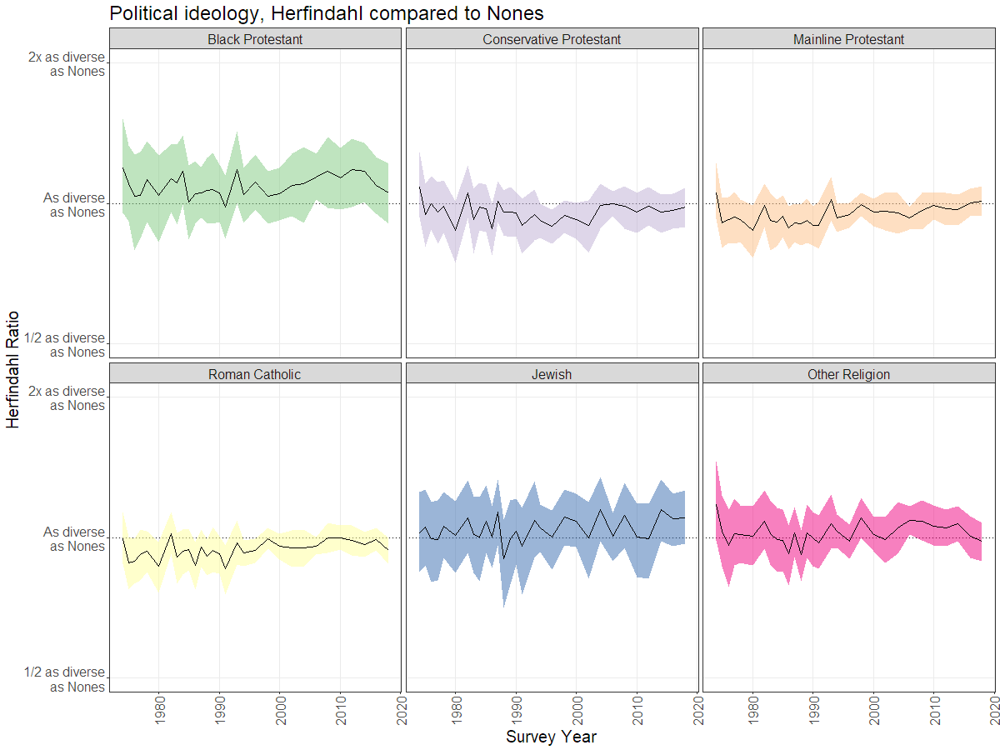 Political ideology, Herfindahl compared to Nones
Black Protestant
Conservative Protestant
Mainline Protestant
2x as diverse
as Nones
As diverse
as Nones
1/2 as diverse
as Nones
Roman Catholic
Jewish
Other Religion
2x as diverse
as Nones
As diverse
as Nones
1/2 as diverse
as Nones
Herfindahl Ratio
1980
1990
2000
2010
2020
1980
1990
2000
2010
2020
1980
1990
2000
2010
2020
Survey Year